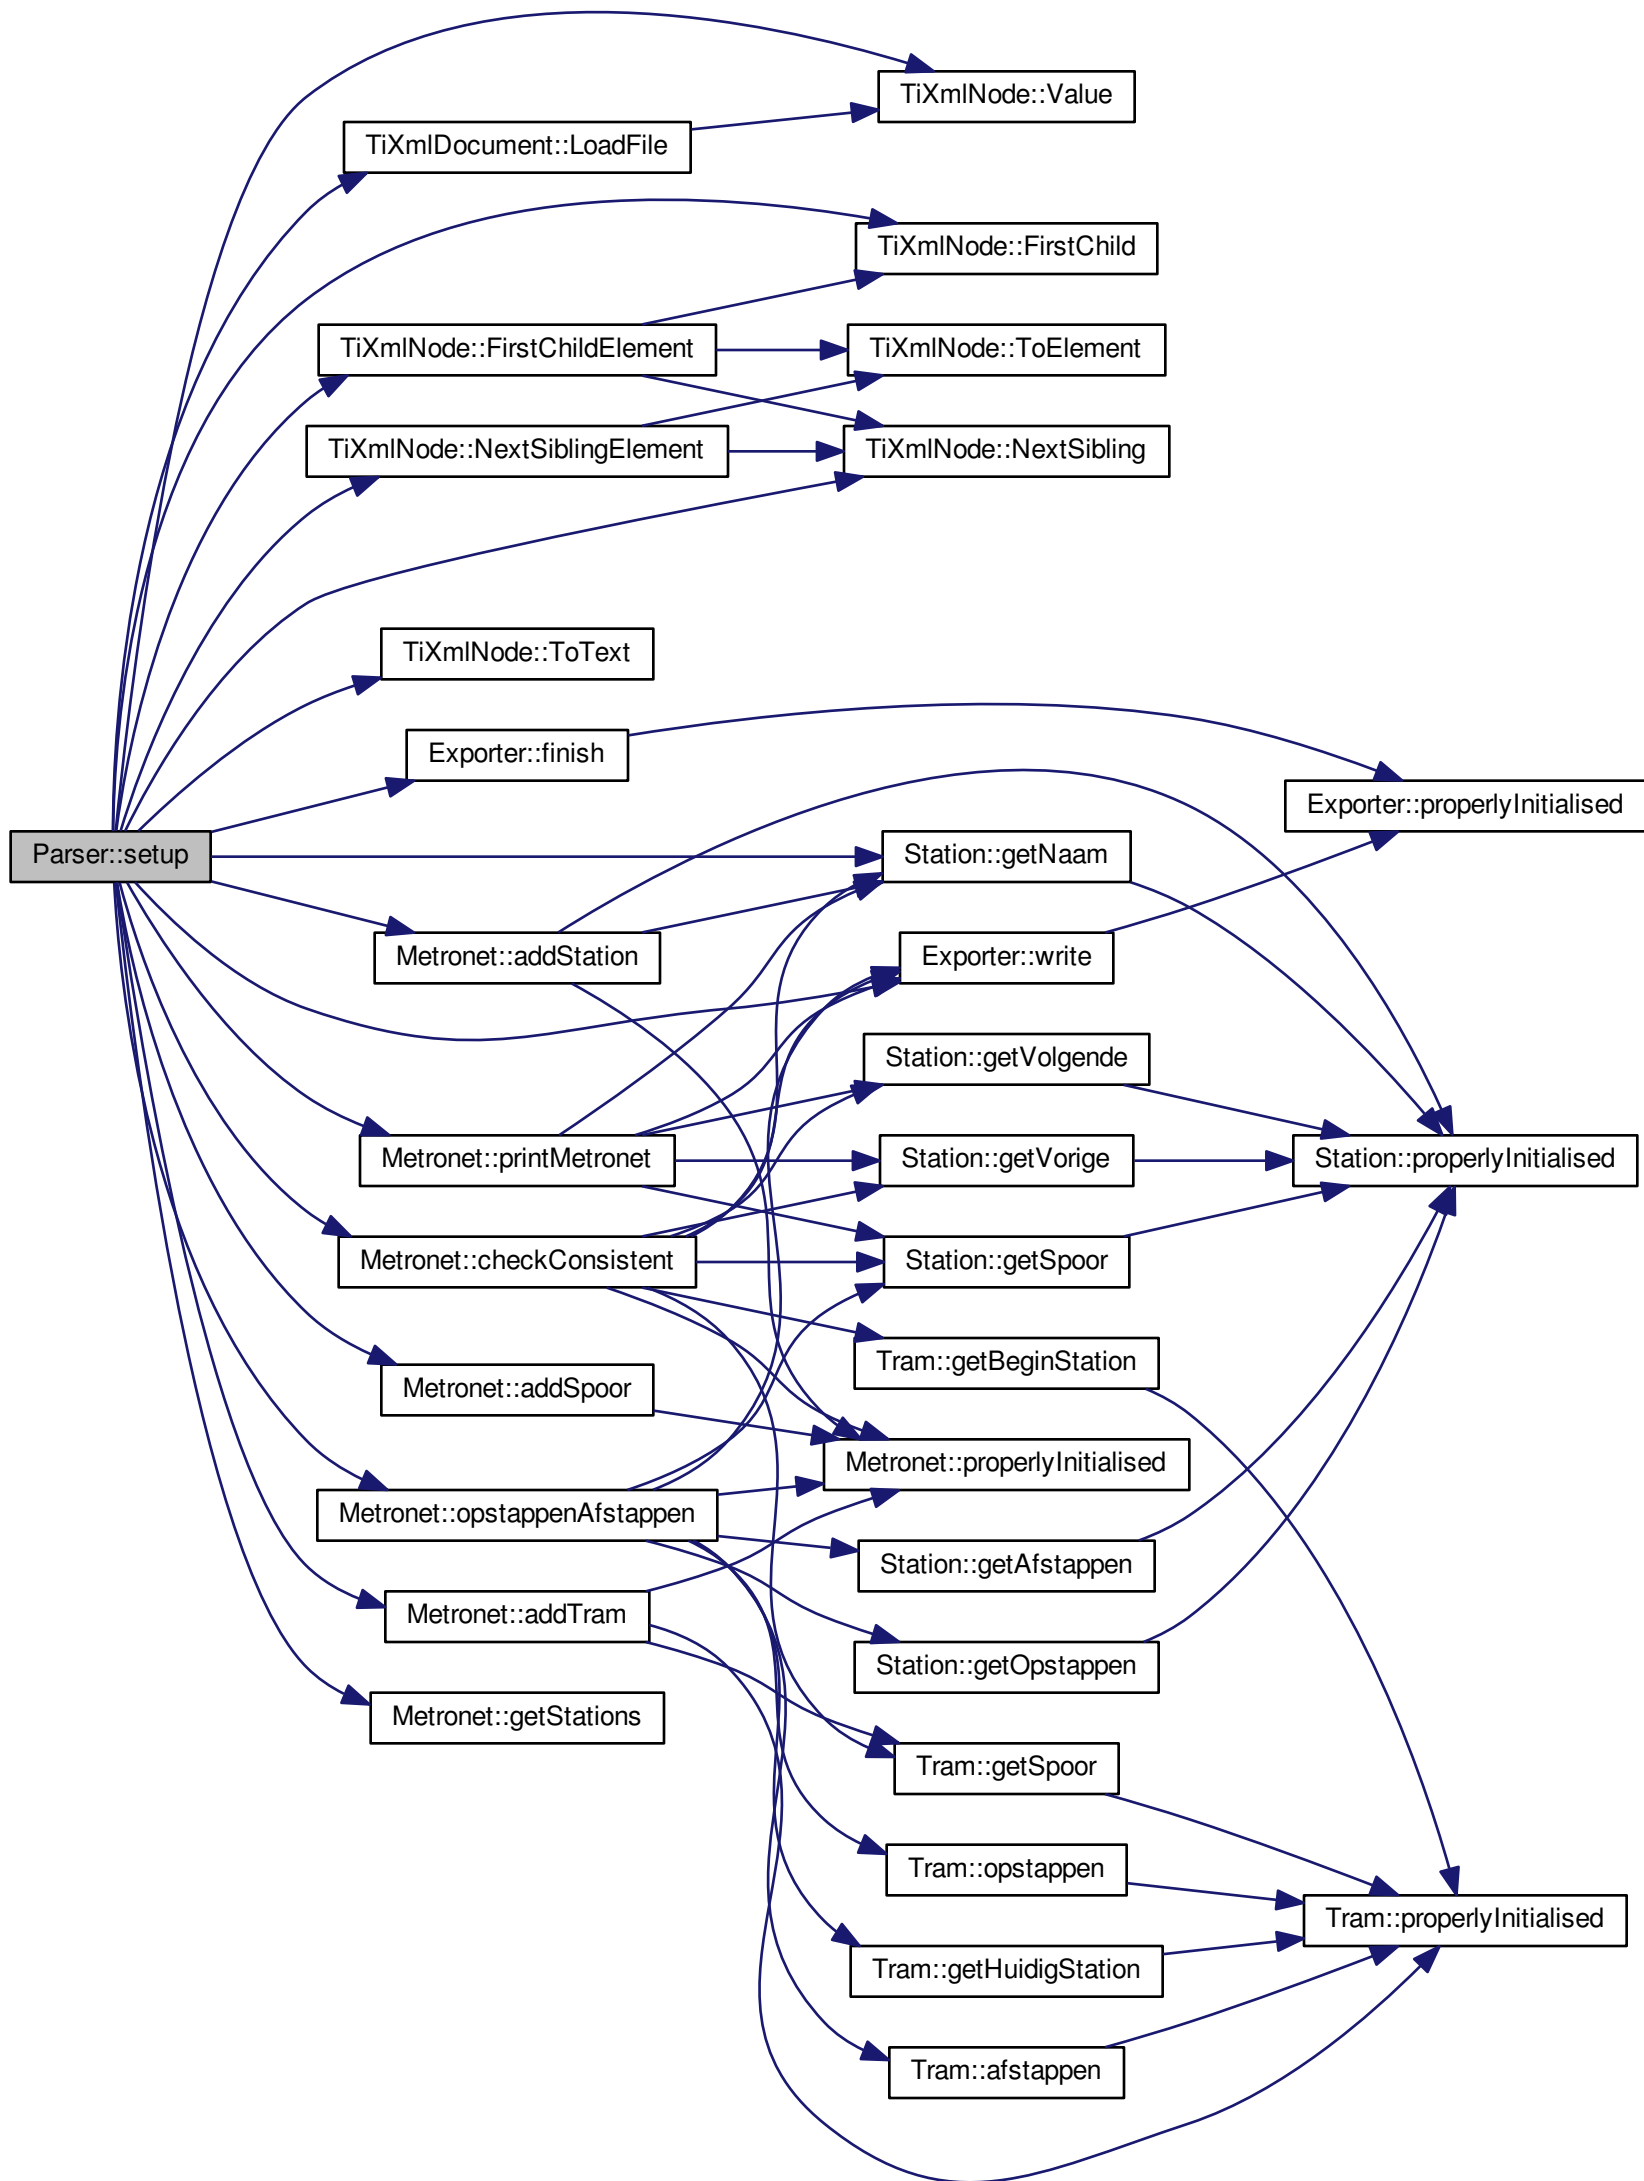 TiXmlNode::Value
TiXmlDocument::LoadFile
TiXmlNode::FirstChild
TiXmlNode::FirstChildElement
TiXmlNode::ToElement
TiXmlNode::NextSiblingElement
TiXmlNode::NextSibling
TiXmlNode::ToText
Exporter::finish
Exporter::properlyInitialised
Parser::setup
Station::getNaam
Metronet::addStation
Exporter::write
Station::getVolgende
Metronet::printMetronet
Station::getVorige
Station::properlyInitialised
Metronet::checkConsistent
Station::getSpoor
Tram::getBeginStation
Metronet::addSpoor
Metronet::properlyInitialised
Metronet::opstappenAfstappen
Station::getAfstappen
Metronet::addTram
Station::getOpstappen
Metronet::getStations
Tram::getSpoor
Tram::opstappen
Tram::properlyInitialised
Tram::getHuidigStation
Tram::afstappen